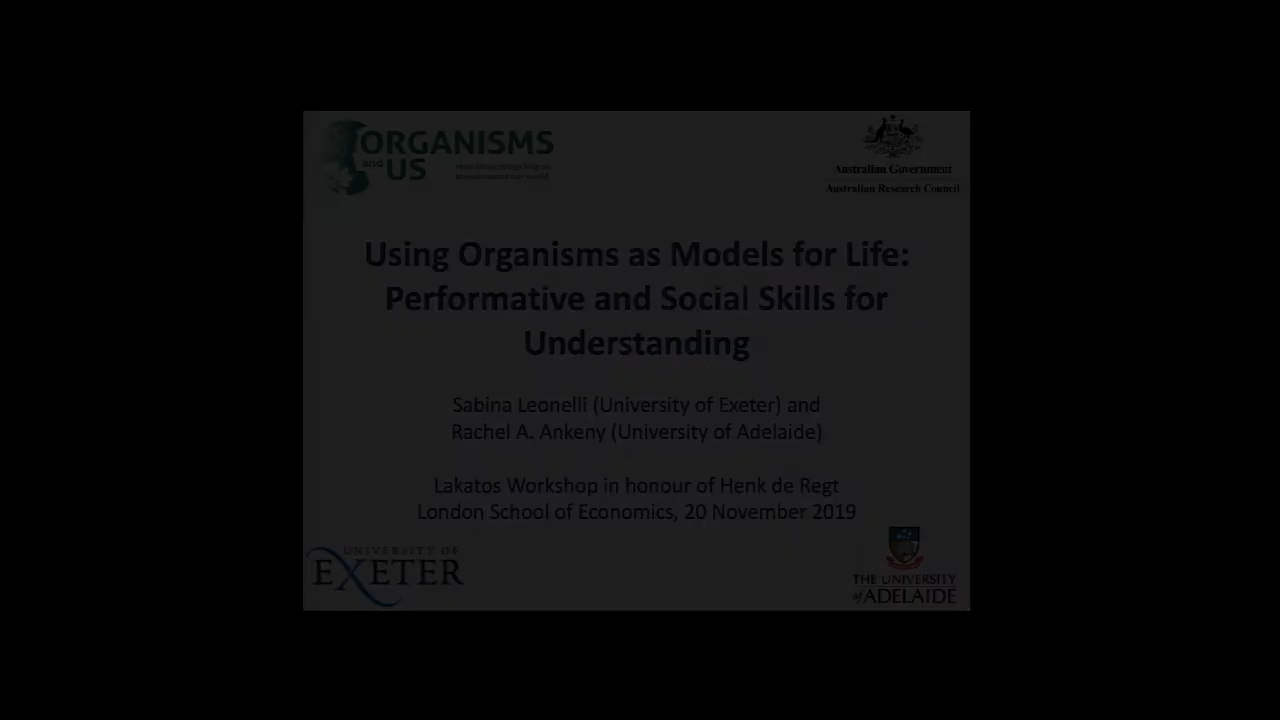 ORGANISMS
and US
Australian Government
Australian Research Council
Using Organisms as Models for Life:
Performative and Social Skills for
Understanding
Sabina Leonelli (University of Exeter) and
Rachel A. Ankeny (University of Adelaide)
Lakatos Workshop in honour of Henk de Regt
London School of Economics, 20 November 2019
UNIVERSITY OF
EXETER
THE UNIVERSITY
of ADELAIDE